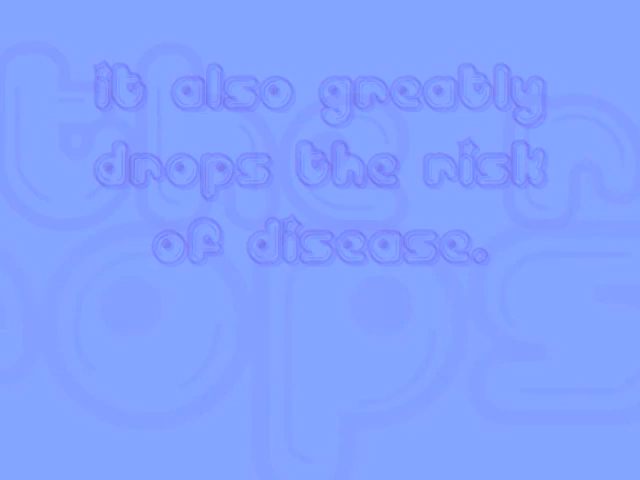 it also greatly
drops the risk
of disease.